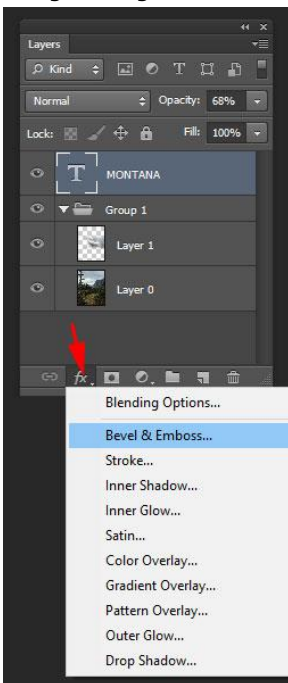 Layers
Kind
T
Normal
Opacity: 68%
Lock:
Fill: 100%
T MONTANA
Group 1
Layer 1
Layer 0
fx
Blending Options...
Bevel & Emboss...
Stroke...
Inner Shadow...
Inner Glow...
Satin...
Color Overlay...
Gradient Overlay...
Pattern Overlay...
Outer Glow...
Drop Shadow...